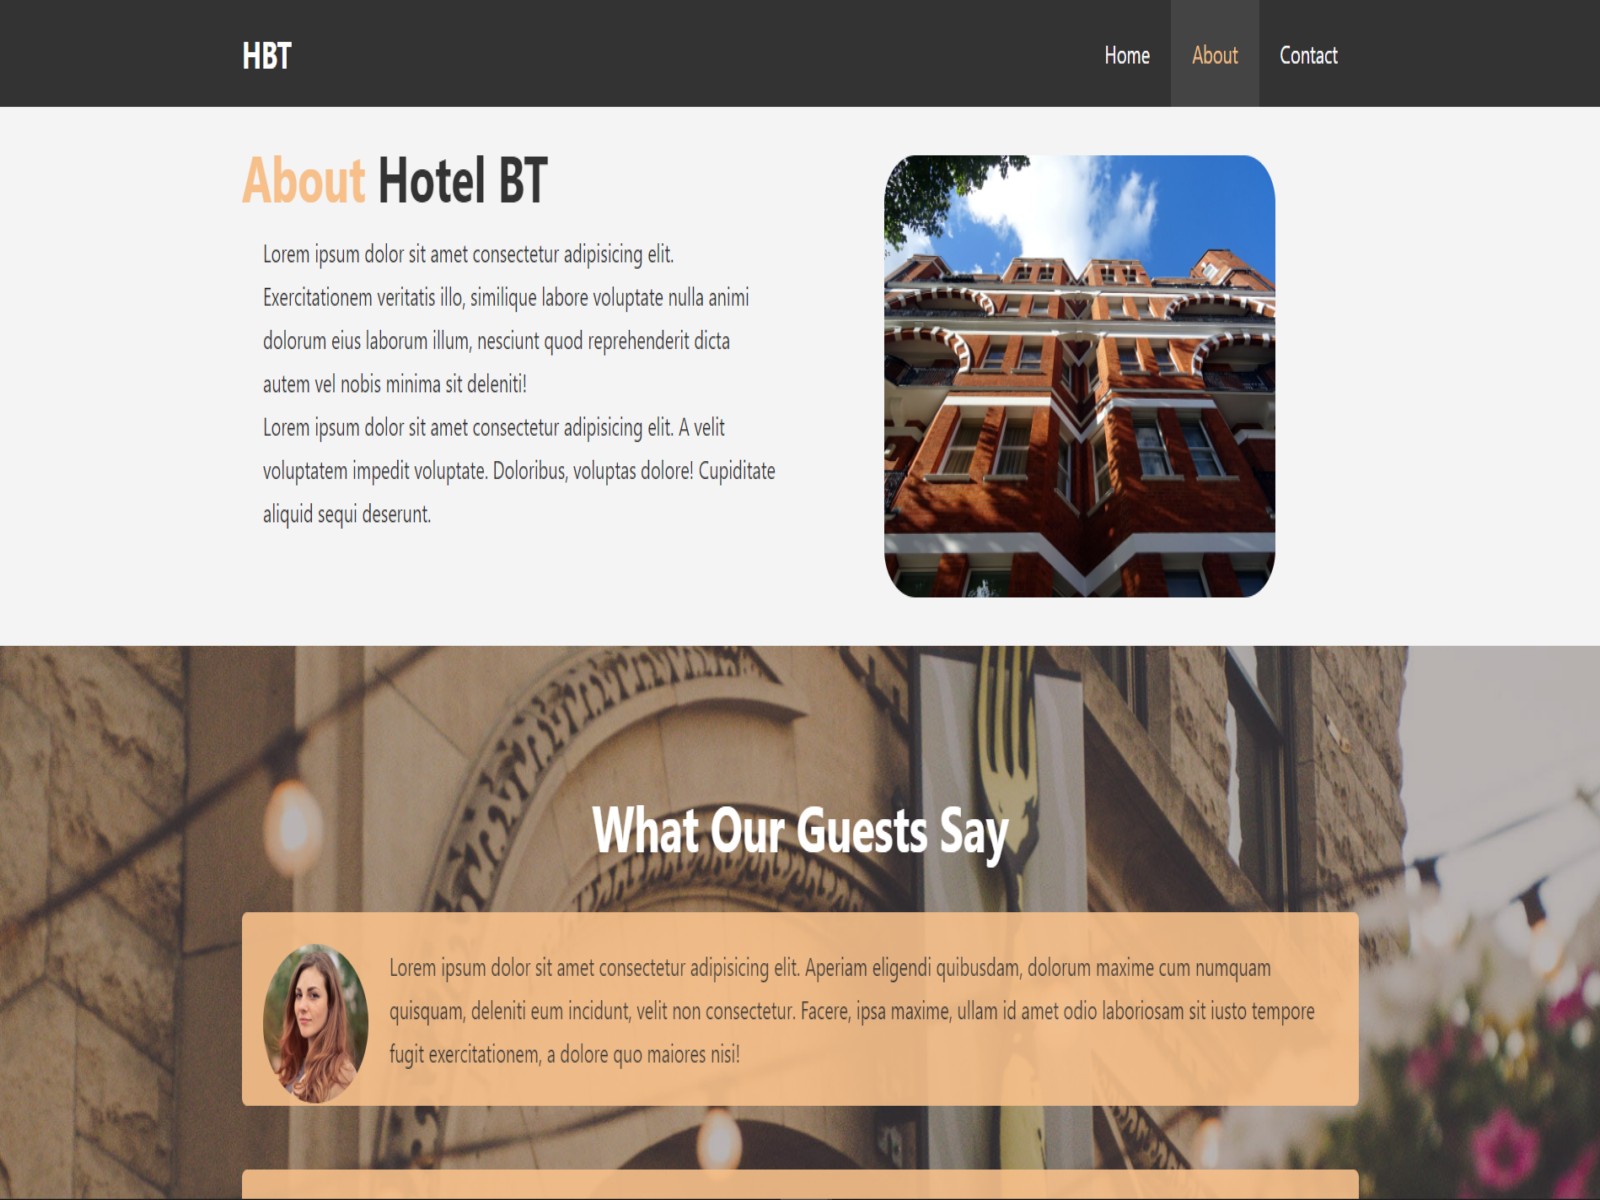 HBT
Home About Contact
About Hotel BT
Lorem ipsum dolor sit amet consectetur adipisicing elit.
Exercitationem veritatis illo, similique labore voluptate nulla animi
dolorum eius laborum illum, nesciunt quod reprehenderit dicta
autem vel nobis minima sit deleniti!
Lorem ipsum dolor sit amet consectetur adipisicing elit. A velit
voluptatem impedit voluptate. Doloribus, voluptas dolore! Cupiditate
aliquid sequi deserunt.
What Our Guests Say
Lorem ipsum dolor sit amet consectetur adipisicing elit. Aperiam eligendi quibusdam, dolorum maxime cum numquam
quisquam, deleniti eum incidunt, velit non consectetur. Facere, ipsa maxime, ullam id amet odio laboriosam sit iusto tempore
fugit exercitationem, a dolore quo maiores nisi!